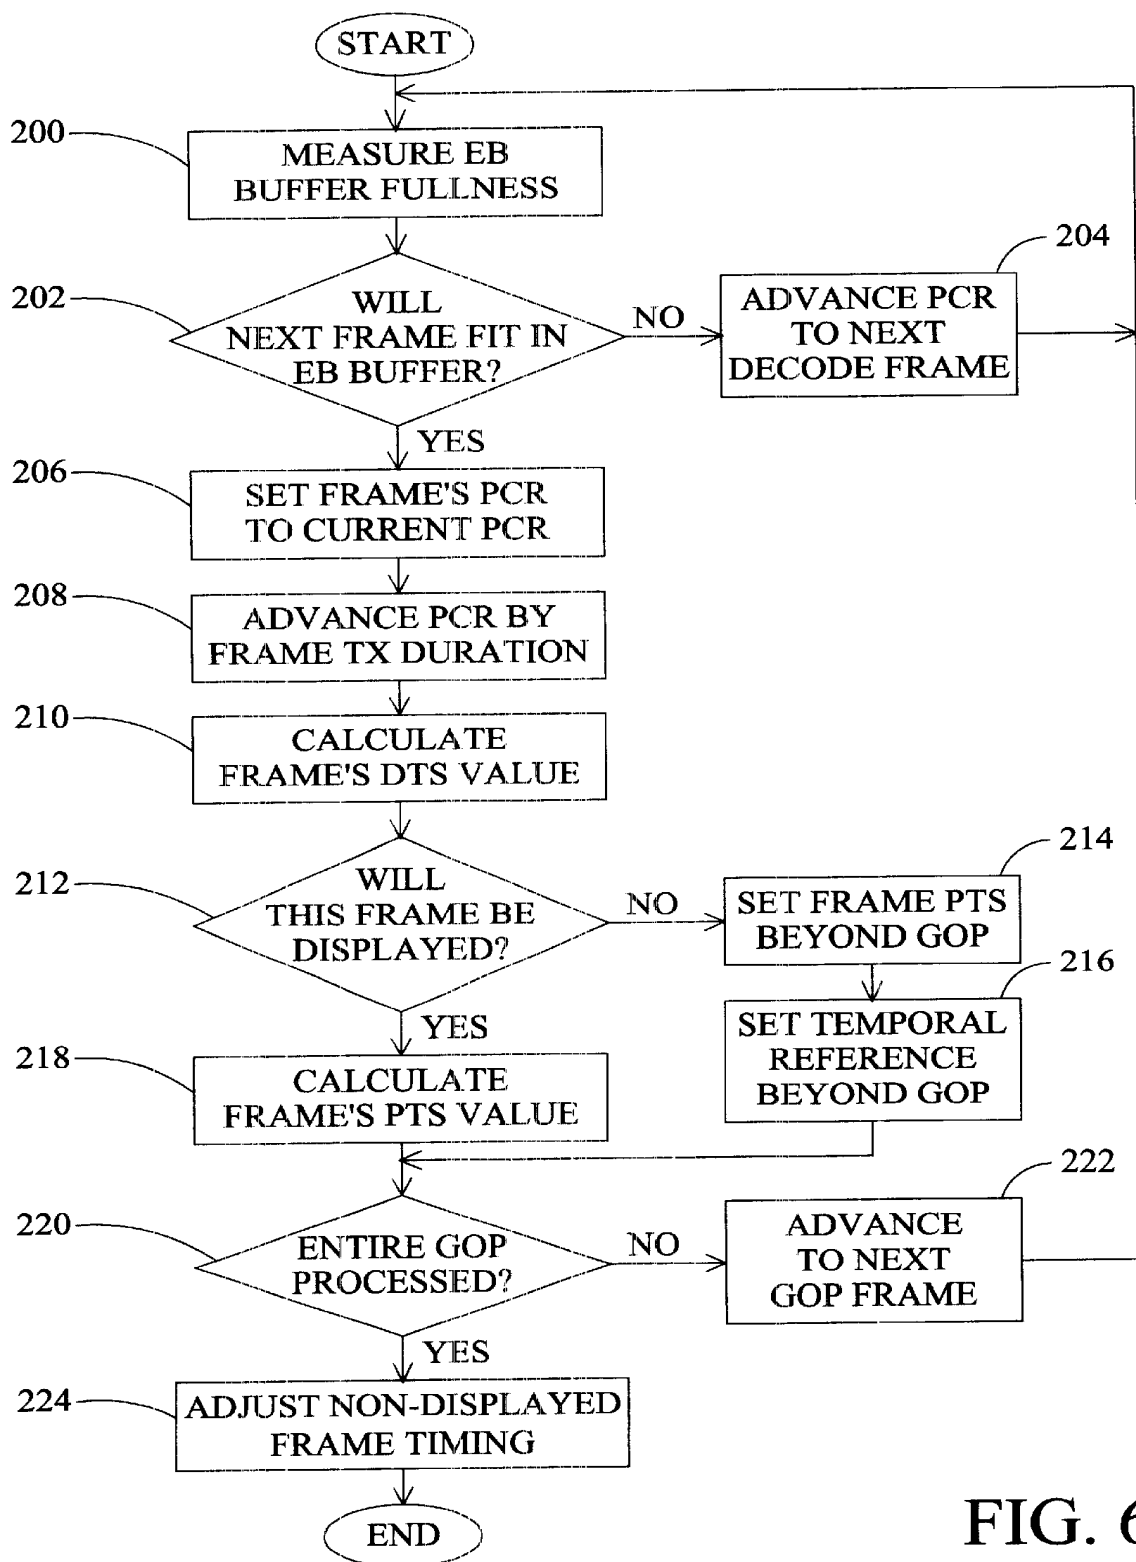 START
200
MEASURE EB
BUFFER FULLNESS
202
WILL
NEXT FRAME FIT IN
EB BUFFER?
NO
204
ADVANCE PCR
TO NEXT
DECODE FRAME
YES
206
SET FRAME'S PCR
TO CURRENT PCR
208
ADVANCE PCR BY
FRAME TX DURATION
210
CALCULATE
FRAME'S DTS VALUE
212
WILL
THIS FRAME BE
DISPLAYED?
NO
214
SET FRAME PTS
BEYOND GOP
216
SET TEMPORAL
REFERENCE
BEYOND GOP
YES
218
CALCULATE
FRAME'S PTS VALUE
220
ENTIRE GOP
PROCESSED?
NO
222
ADVANCE
TO NEXT
GOP FRAME
YES
224
ADJUST NON-DISPLAYED
FRAME TIMING
END
FIG. 6